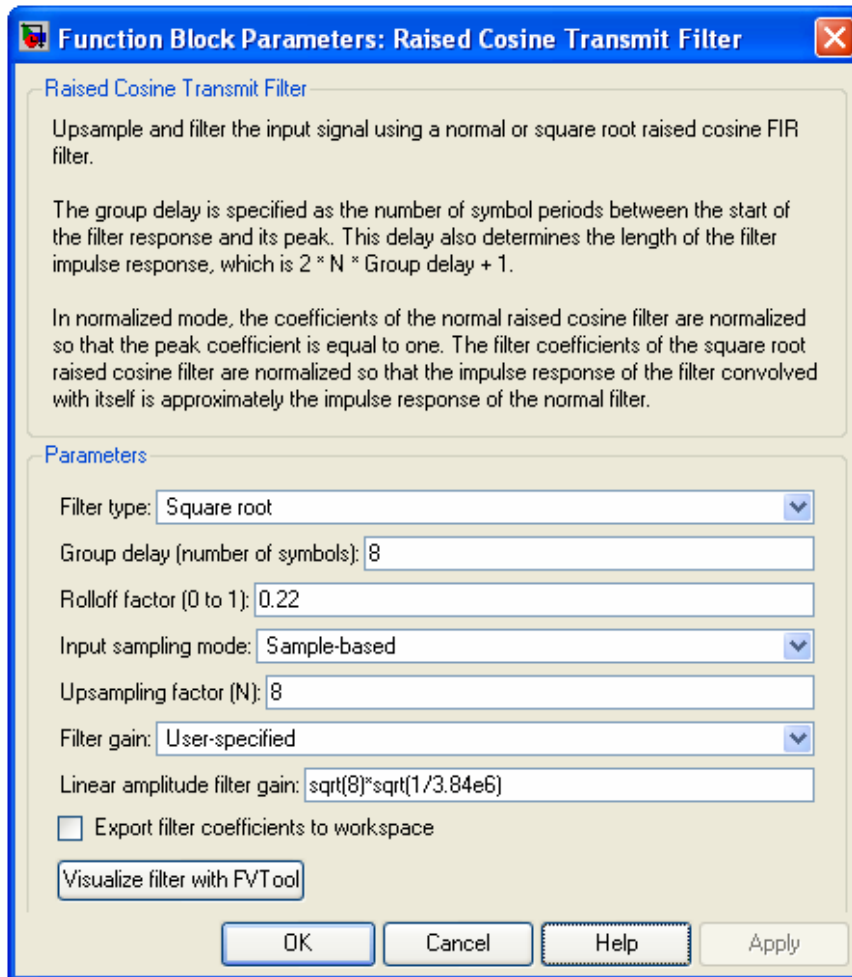 Function Block Parameters: Raised Cosine Transmit Filter
Raised Cosine Transmit Filter
Upsample and filter the input signal using a normal or square root raised cosine FIR
filter.
The group delay is specified as the number of symbol periods between the start of
the filter response and its peak. This delay also determines the length of the filter
impulse response, which is 2 * N * Group delay + 1.
In normalized mode, the coefficients of the normal raised cosine filter are normalized
so that the peak coefficient is equal to one. The filter coefficients of the square root
raised cosine filter are normalized so that the impulse response of the filter convolved
with itself is approximately the impulse response of the normal filter.
Parameters
Filter type: Square root
Group delay (number of symbols): 8
Rolloff factor (0 to 1): 0.22
Input sampling mode: Sample-based
Upsampling factor (N): 8
Filter gain: User-specified
Linear amplitude filter gain: sqrt(8)*sqrt(1/3.84e6)
Export filter coefficients to workspace
Visualize filter with FVTool
OK Cancel Help Apply